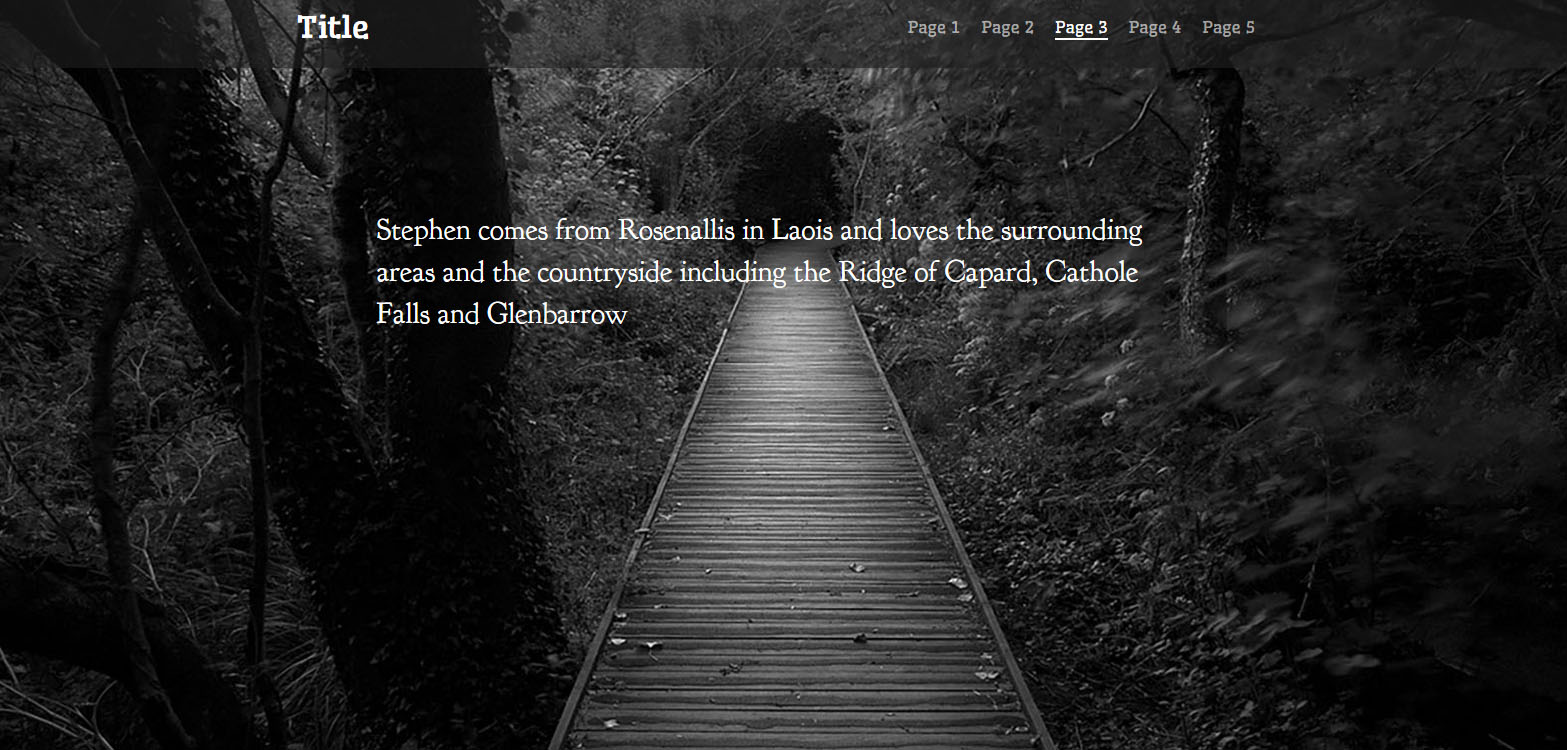 Title
Page 1 Page 2 Page 3 Page 4 Page 5
Stephen comes from Rosenallis in Laois and loves the surrounding
areas and the countryside including the Ridge of Capard, Cathole
Falls and Glenbarrow